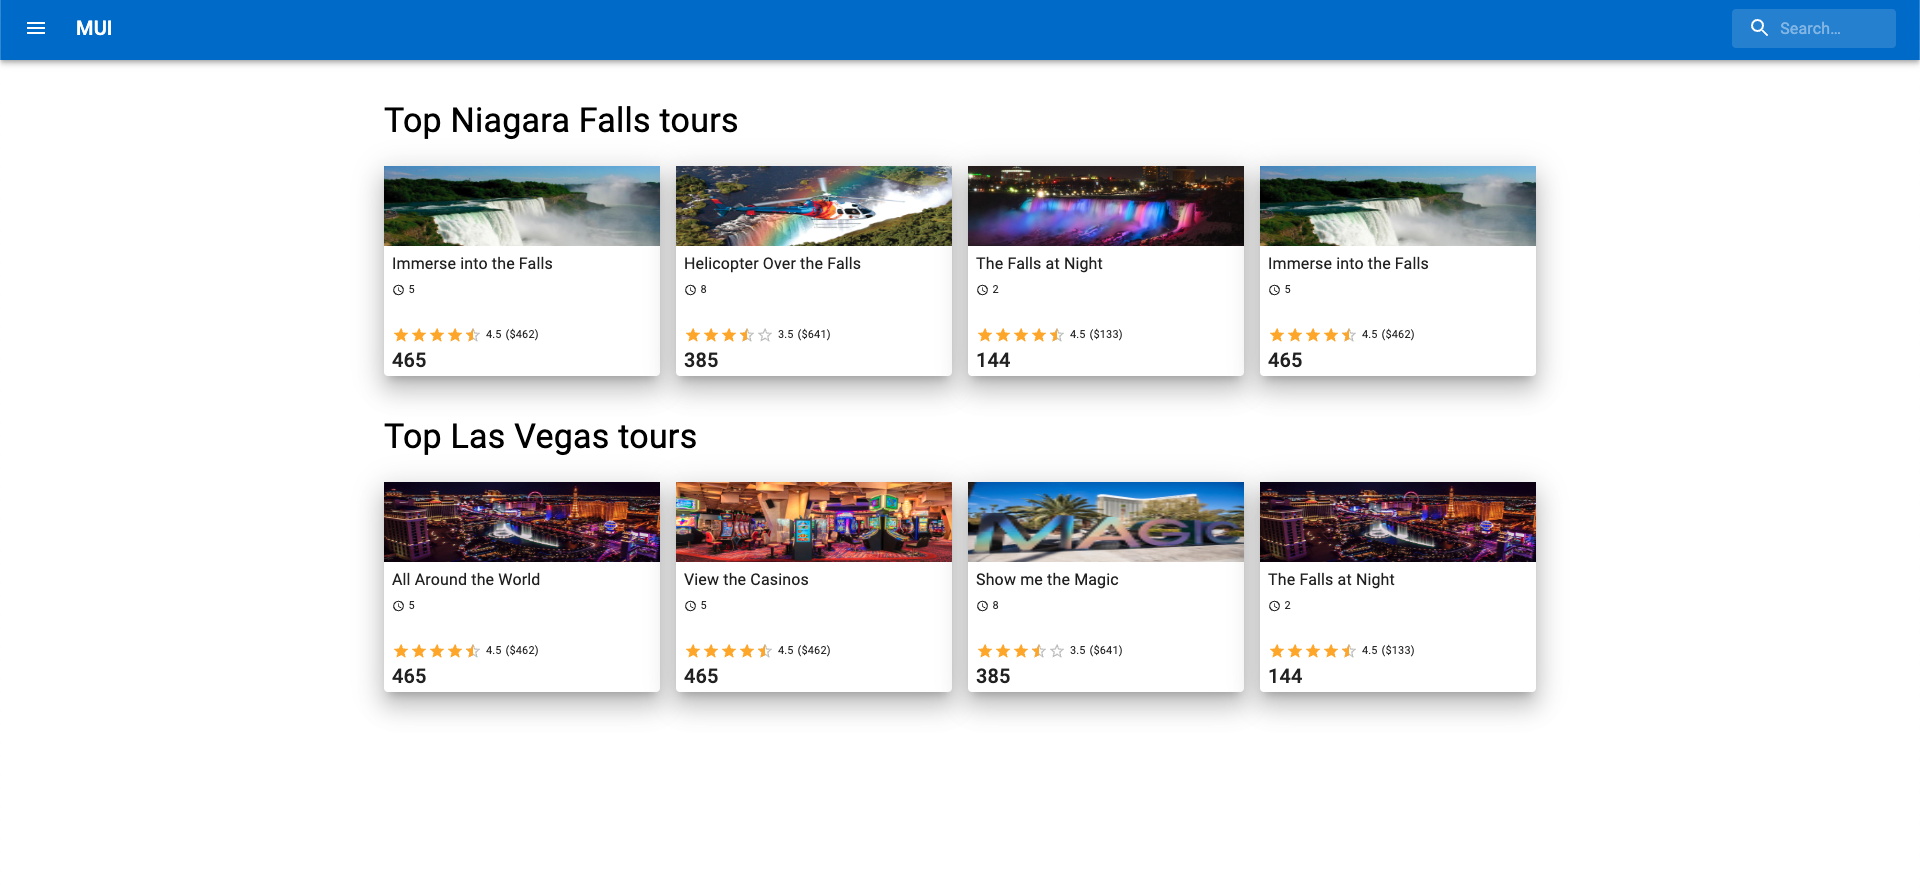 MUI
Search…
Top Niagara Falls tours
Immerse into the Falls
5
4.5 ($462)
465
Helicopter Over the Falls
8
3.5 ($641)
385
The Falls at Night
2
4.5 ($133)
144
Immerse into the Falls
5
4.5 ($462)
465
Top Las Vegas tours
All Around the World
5
4.5 ($462)
465
View the Casinos
5
4.5 ($462)
465
MAGIC
Show me the Magic
8
3.5 ($641)
385
The Falls at Night
2
4.5 ($133)
144